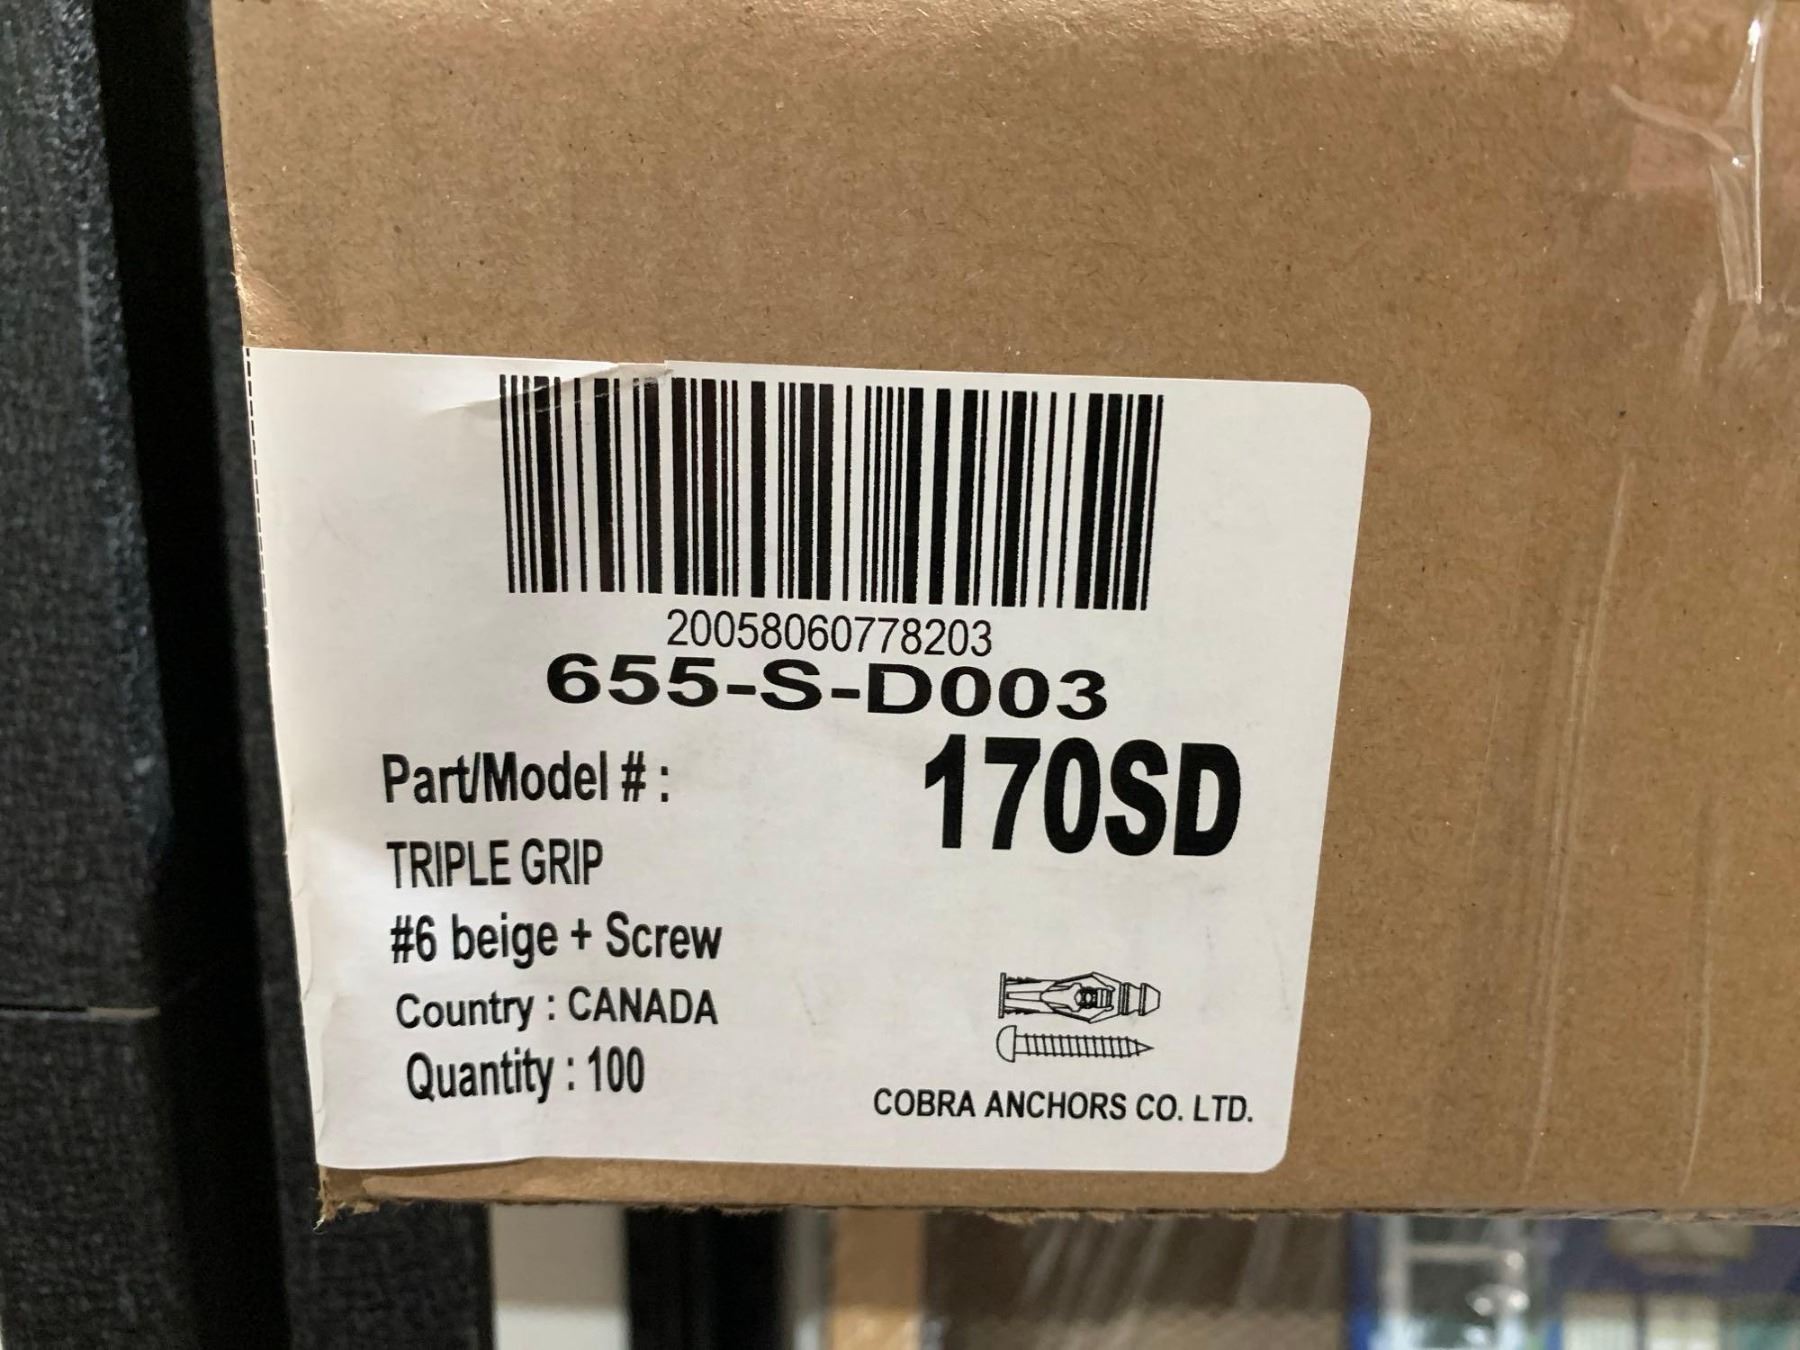 20058060778203
655-S-D003
Part/Model # : 170SD
TRIPLE GRIP
#6 beige + Screw
Country : CANADA
Quantity : 100
COBRA ANCHORS CO. LTD.